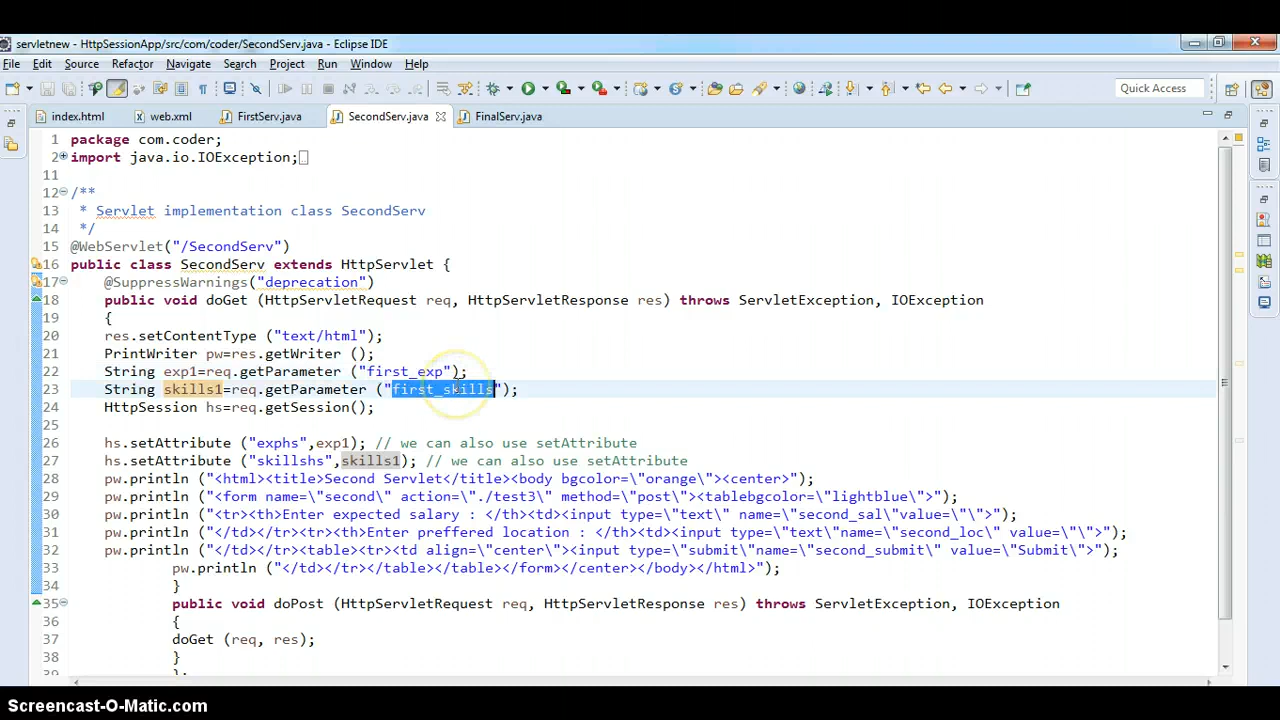 servletnew - HttpSessionApp/src/com/coder/SecondServ.java - Eclipse IDE
File Edit Source Refactor Navigate Search Project Run Window Help
Quick Access
index.html web.xml FirstServ.java SecondServ.java FinalServ.java
1 package com.coder;
2 import java.io.IOException;
11
12 /**
13 * Servlet implementation class SecondServ
14 */
15 @WebServlet("/SecondServ")
16 public class SecondServ extends HttpServlet {
17 @SuppressWarnings("deprecation")
18 public void doGet (HttpServletRequest req, HttpServletResponse res) throws ServletException, IOException
19 {
20 res.setContentType ("text/html");
21 PrintWriter pw=res.getWriter ();
22 String exp1=req.getParameter ("first_exp");
23 String skills1=req.getParameter ("first_skills");
24 HttpSession hs=req.getSession();
25
26 hs.setAttribute ("exphs",exp1); // we can also use setAttribute
27 hs.setAttribute ("skillshs",skills1); // we can also use setAttribute
28 pw.println ("<html><title>Second Servlet</title><body bgcolor=\"orange\"><center>");
29 pw.println ("<form name=\"second\" action=\"./test3\" method=\"post\"><tablebgcolor=\"lightblue\">");
30 pw.println ("<tr><th>Enter expected salary : </th><td><input type=\"text\" name=\"second_sal\"value=\"\">");
31 pw.println ("</td></tr><tr><th>Enter preffered location : </th><td><input type=\"text\"name=\"second_loc\" value=\"\">");
32 pw.println ("</td></tr><table><tr><td align=\"center\"><input type=\"submit\"name=\"second_submit\" value=\"Submit\">");
33 pw.println ("</td></tr></table></table></form></center></body></html>");
34 }
35 public void doPost (HttpServletRequest req, HttpServletResponse res) throws ServletException, IOException
36 {
37 doGet (req, res);
38 }
39 };
Screencast-O-Matic.com